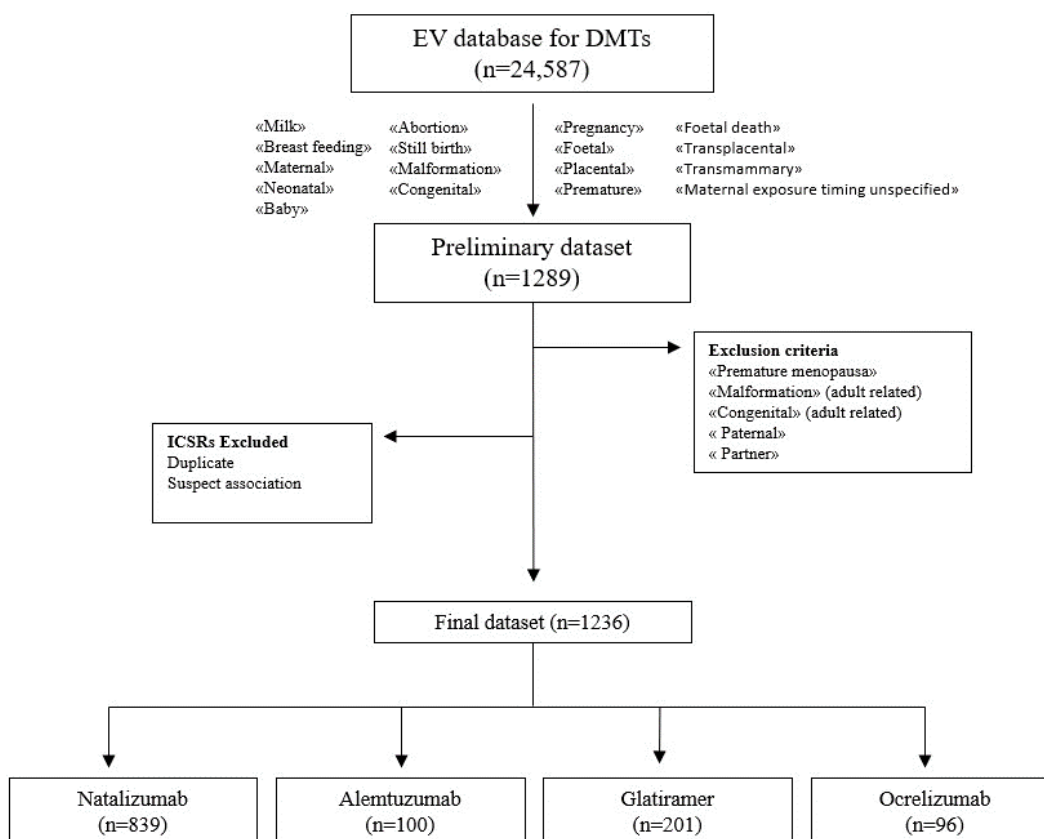 EV database for DMTs
(n=24,587)
«Milk»
«Breast feeding»
«Maternal»
«Neonatal»
«Baby»
«Abortion»
«Still birth»
«Malformation»
«Congenital»
«Pregnancy»
«Foetal»
«Placental»
«Premature»
«Foetal death»
«Transplacental»
«Transmammary»
«Maternal exposure timing unspecified»
Preliminary dataset
(n=1289)
Exclusion criteria
«Premature menopausa»
«Malformation» (adult related)
«Congenital» (adult related)
« Paternal»
« Partner»
ICSRs Excluded
Duplicate
Suspect association
Final dataset (n=1236)
Natalizumab
(n=839)
Alemtuzumab
(n=100)
Glatiramer
(n=201)
Ocrelizumab
(n=96)